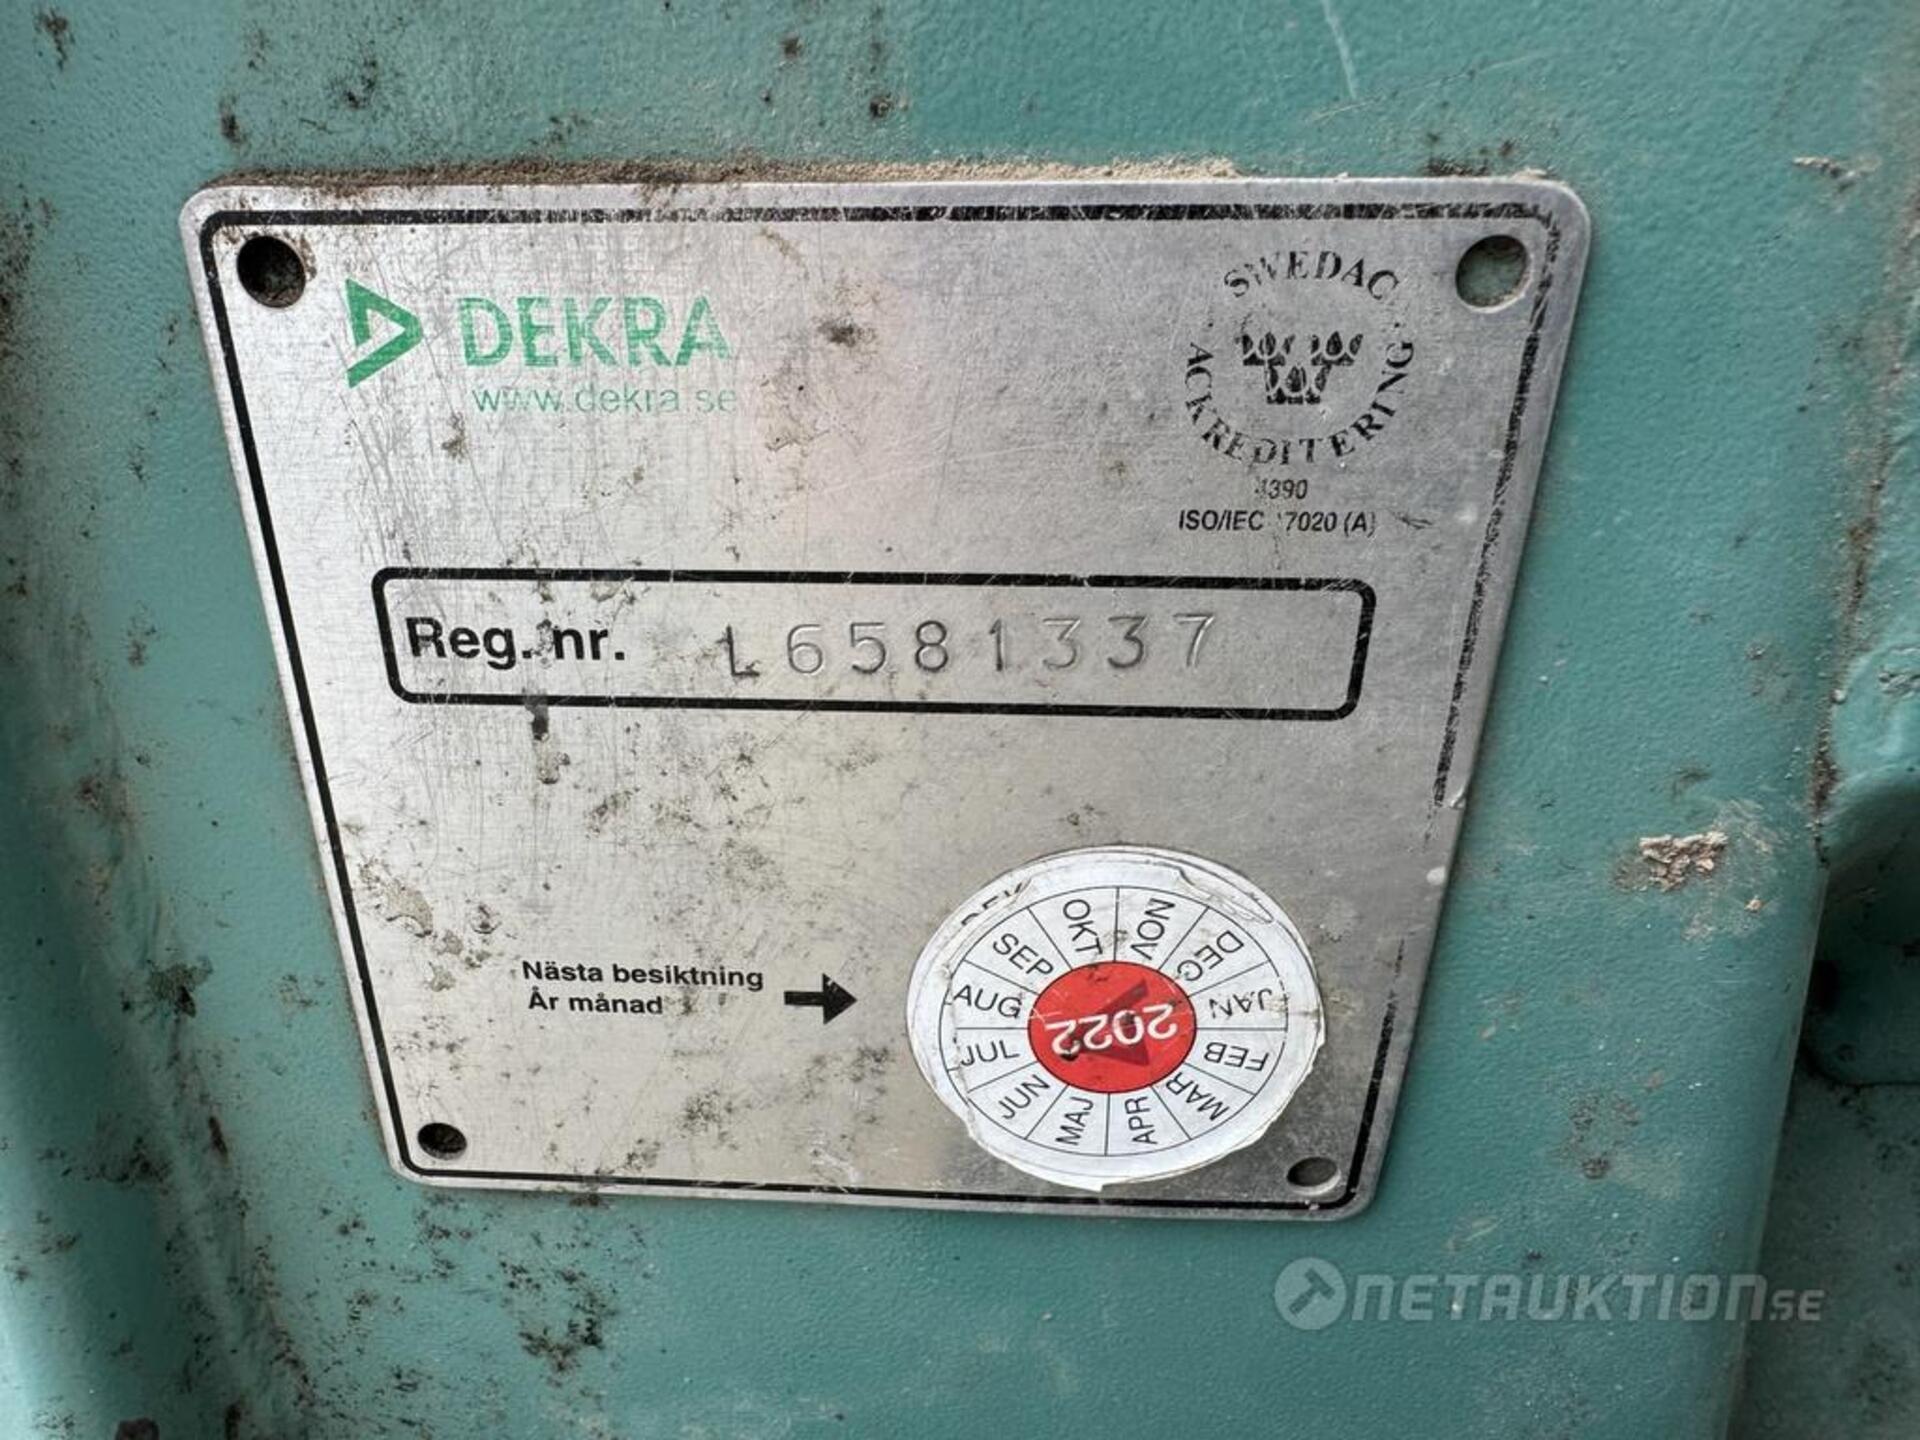 DEKRA
www.dekra.se
SWEDAC
ACKREDITERING
ISO/IEC 17020 (A)
Reg. nr. L6581337
Nästa besiktning
År månad
JAN FEB MAR APR MAJ JUN JUL AUG SEP OKT NOV DEC
2022
NETAUKTION.SE